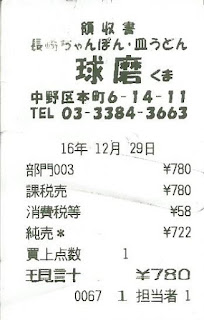 領収書
長崎ちゃんぽん・皿うどん
球磨くま
中野区本町6-14-11
TEL 03-3384-3663
16年12月29日
部門003 ¥780
課税売 ¥780
消費税等 ¥58
純売* ¥722
買上点数 1
現計 ¥780
0067 1 担当者 1